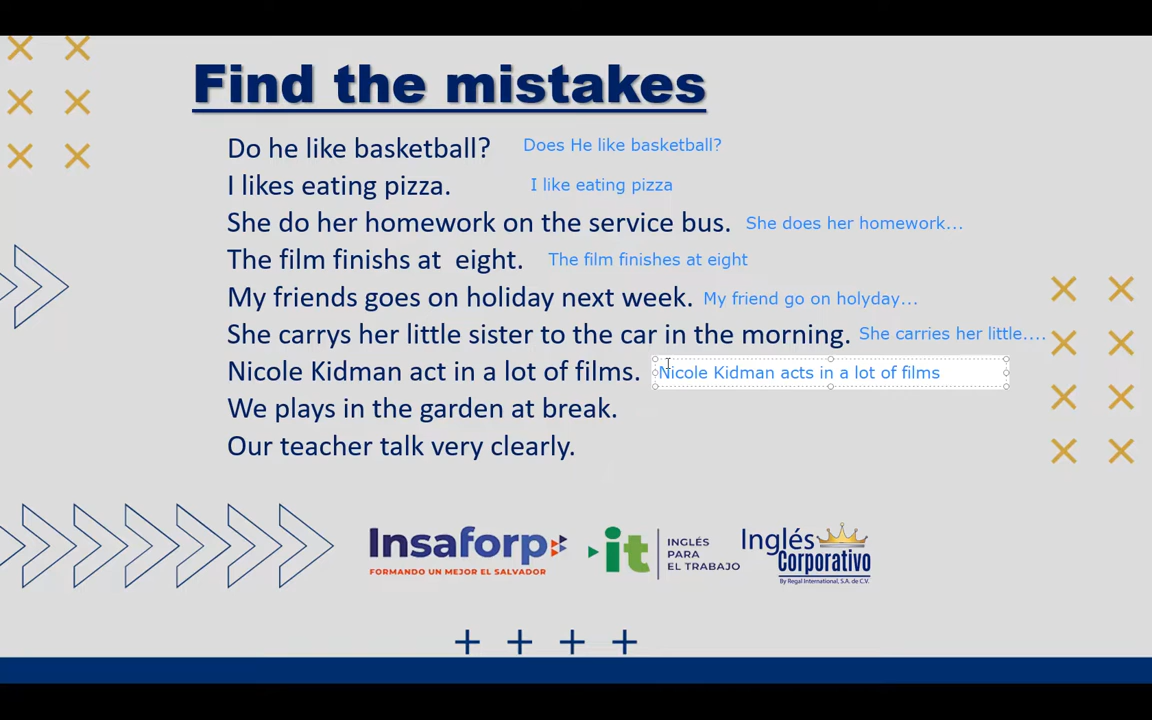 Find the mistakes
Do he like basketball? Does He like basketball?
I likes eating pizza. I like eating pizza
She do her homework on the service bus. She does her homework...
The film finishs at eight. The film finishes at eight
My friends goes on holiday next week. My friend go on holyday...
She carrys her little sister to the car in the morning. She carries her little....
Nicole Kidman act in a lot of films. Nicole Kidman acts in a lot of films
We plays in the garden at break.
Our teacher talk very clearly.
Insaforp
FORMANDO UN MEJOR EL SALVADOR
it
INGLÉS
PARA
EL TRABAJO
Inglés
Corporativo
By Regal International, S.A. de C.V.